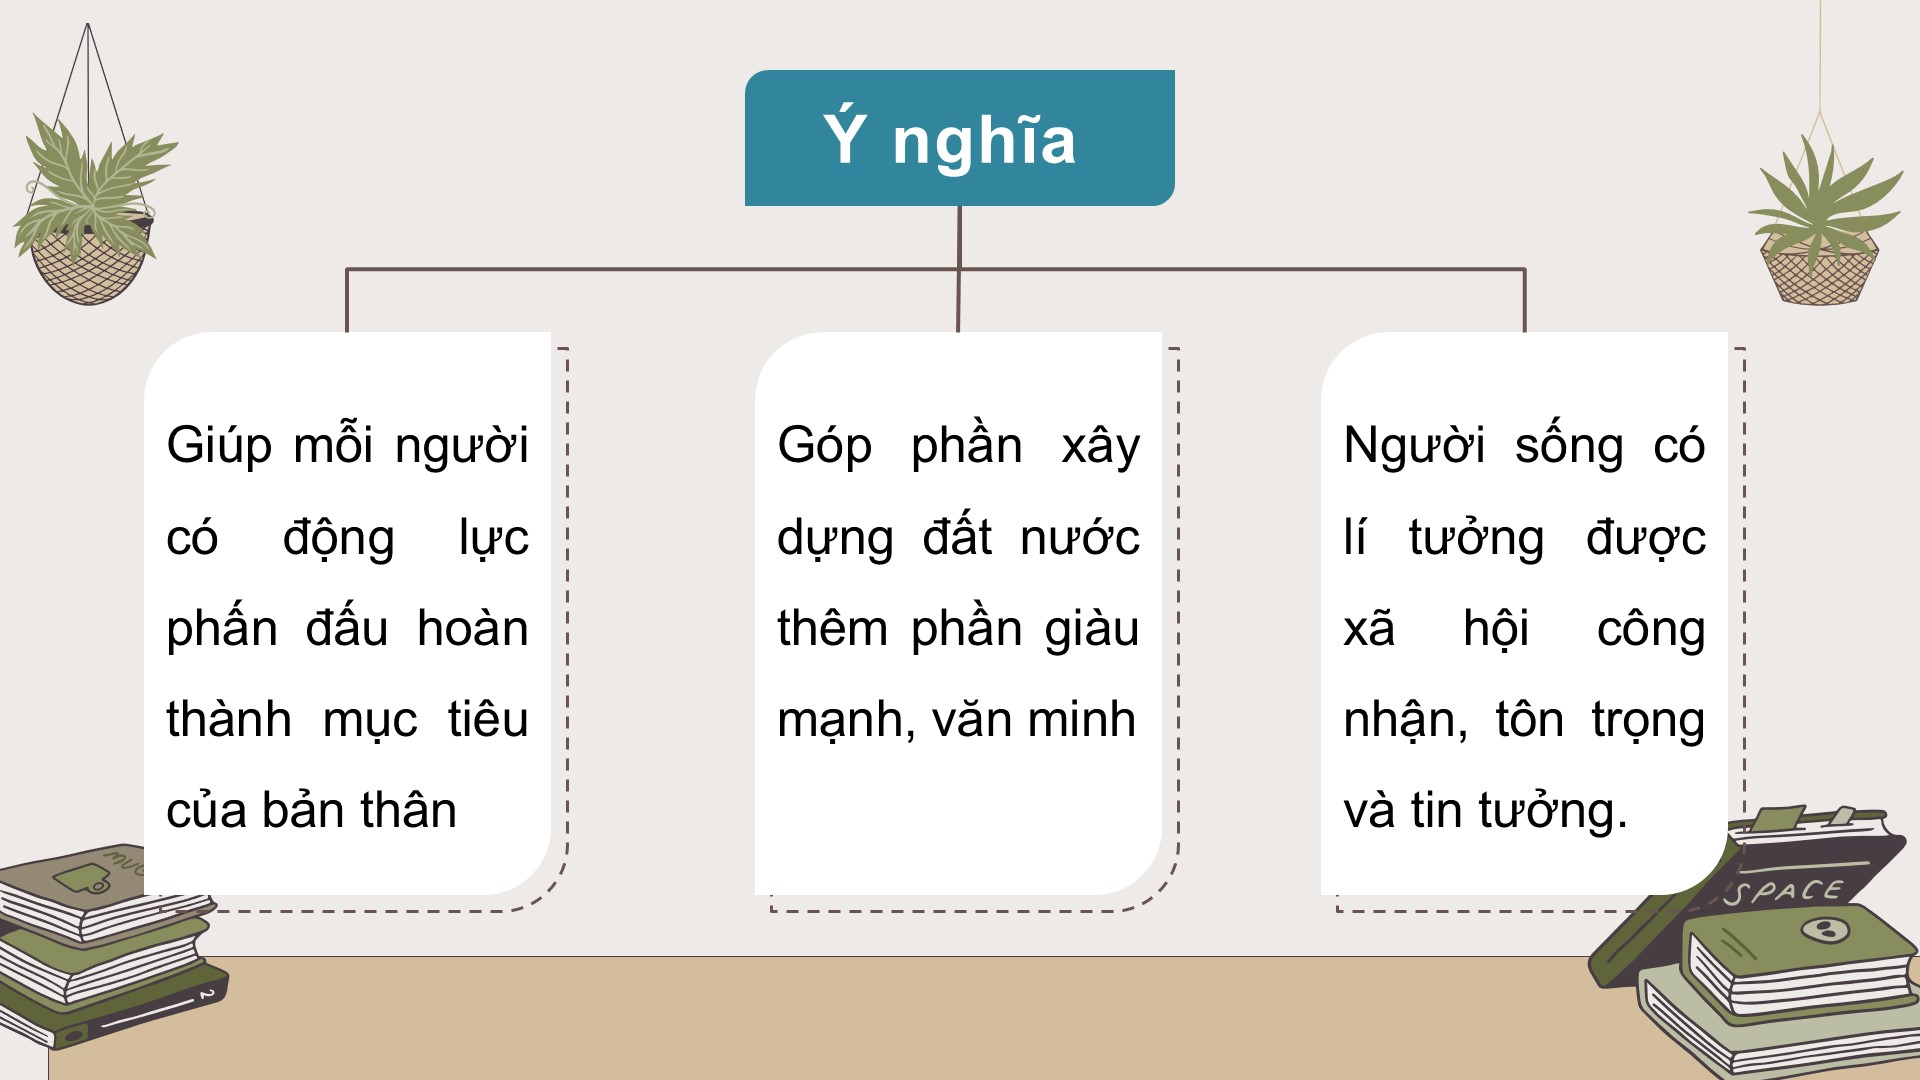 Ý nghĩa
Giúp mỗi người
có động lực
phấn đấu hoàn
thành mục tiêu
của bản thân
Góp phần xây
dựng đất nước
thêm phần giàu
mạnh, văn minh
Người sống có
lí tưởng được
xã hội công
nhận, tôn trọng
và tin tưởng.
MUG
2
SPACE